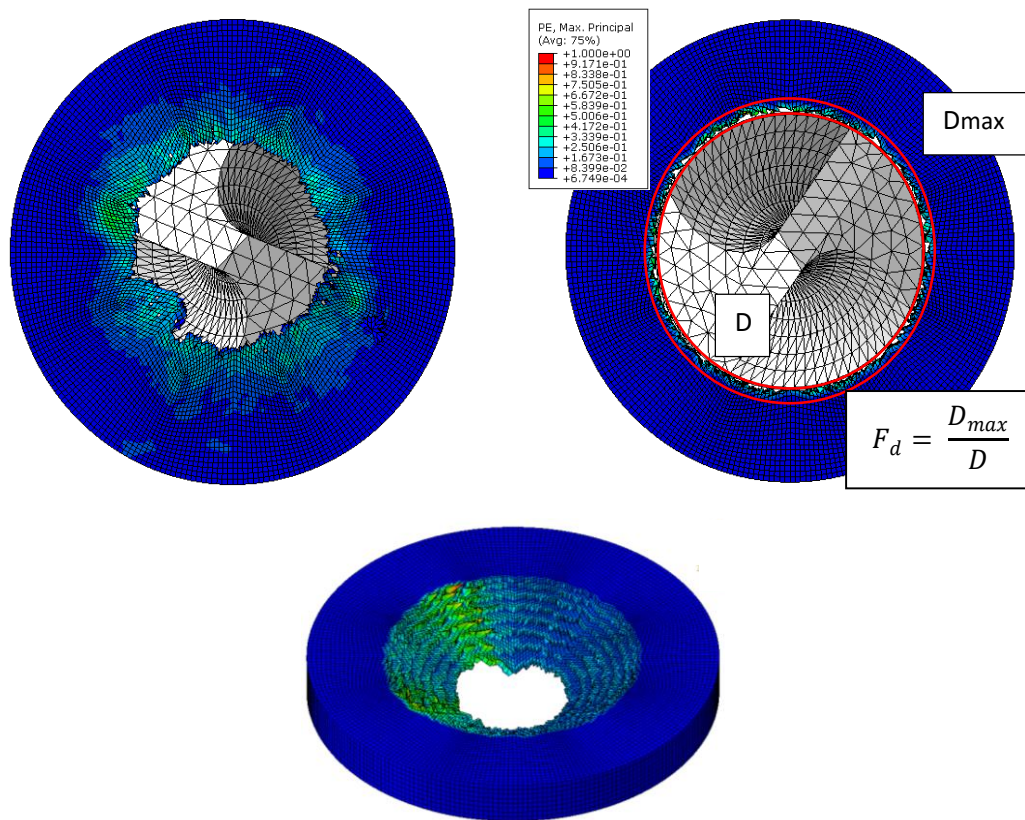 PE, Max. Principal
(Avg: 75%)
+1.000e+00
+9.171e-01
+8.338e-01
+7.505e-01
+6.672e-01
+5.839e-01
+5.006e-01
+4.172e-01
+3.339e-01
+2.506e-01
+1.673e-01
+8.399e-02
+6.749e-04
Dmax
D
F_d = D_max / D